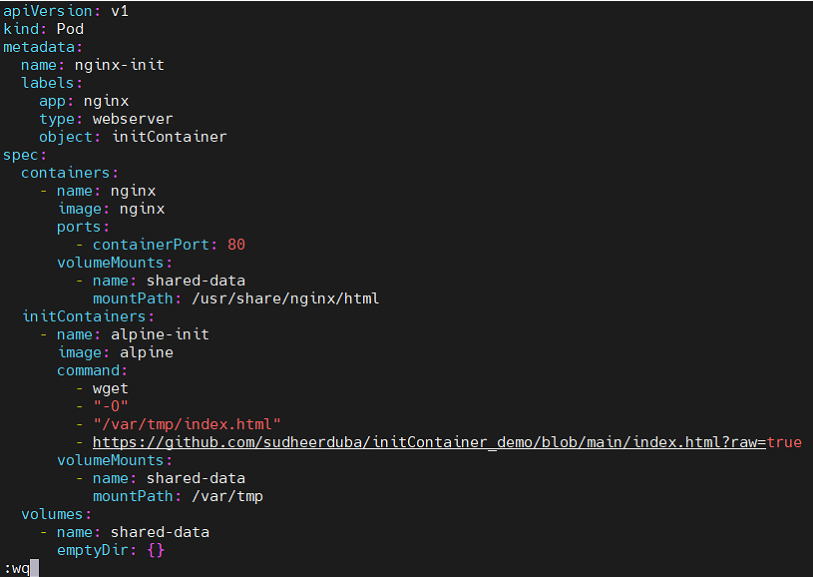 apiVersion: v1
kind: Pod
metadata:
  name: nginx-init
  labels:
    app: nginx
    type: webserver
    object: initContainer
spec:
  containers:
    - name: nginx
      image: nginx
      ports:
        - containerPort: 80
      volumeMounts:
        - name: shared-data
          mountPath: /usr/share/nginx/html
  initContainers:
    - name: alpine-init
      image: alpine
      command:
        - wget
        - "-O"
        - "/var/tmp/index.html"
        - https://github.com/sudheerduba/initContainer_demo/blob/main/index.html?raw=true
      volumeMounts:
        - name: shared-data
          mountPath: /var/tmp
  volumes:
    - name: shared-data
      emptyDir: {}
:wq